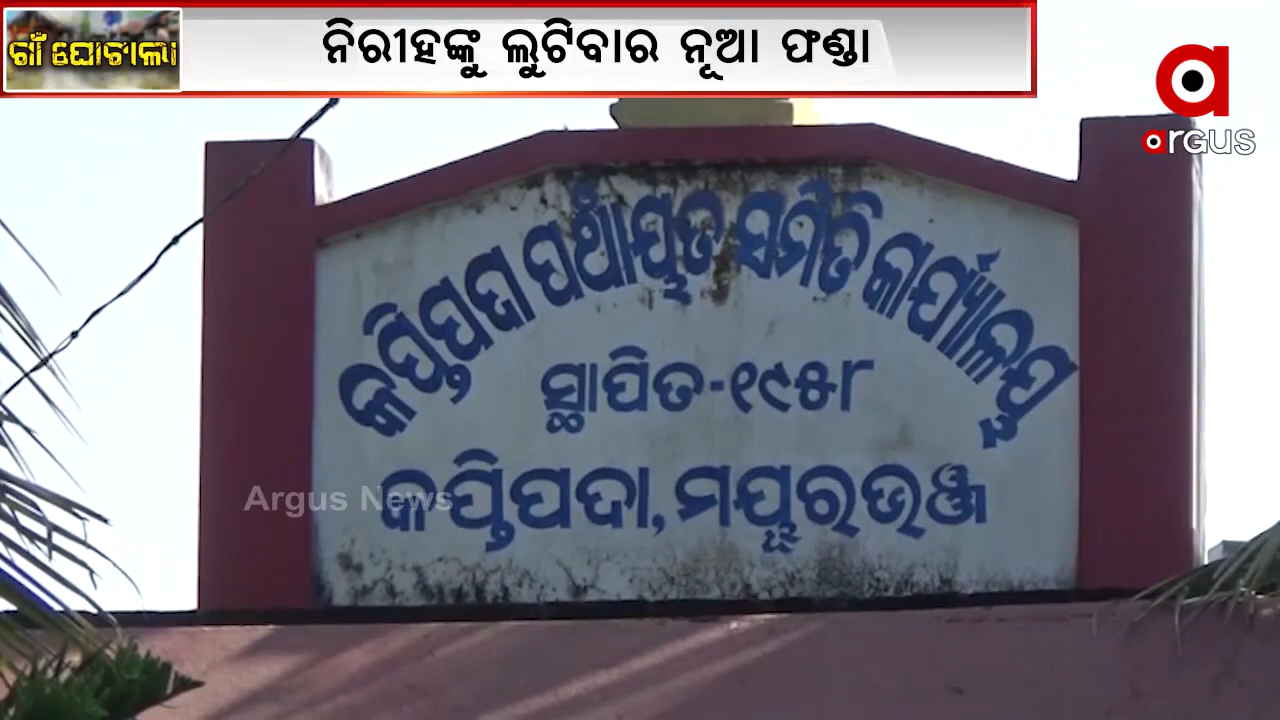 ଗାଁ ଘୋଟାଲା
ନିରୀହଙ୍କୁ ଲୁଟିବାର ନୂଆ ଫଣ୍ଡା
a
arGus
କପ୍ତିପଦା ପଞ୍ଚାୟତ ସମିତି କାର୍ଯ୍ୟାଳୟ
ସ୍ଥାପିତ-୧୯୫୮
Argus News
କପ୍ତିପଦା, ମୟୂରଭଞ୍ଜ